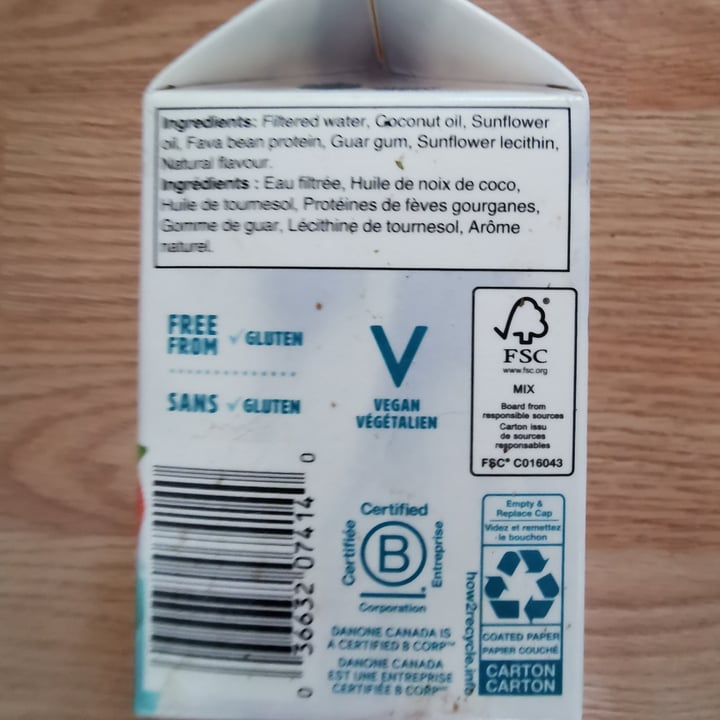 Ingredients: Filtered water, Coconut oil, Sunflower
oil, Fava bean protein, Guar gum, Sunflower lecithin,
Natural flavour.
Ingrédients : Eau filtrée, Huile de noix de coco,
Huile de tournesol, Protéines de fèves gourganes,
Gomme de guar, Lécithine de tournesol, Arôme
naturel.
FREE
FROM
GLUTEN
SANS GLUTEN
V
VEGAN
VÉGÉTALIEN
FSC
www.fsc.org
MIX
Board from
responsible sources
Carton issu
de sources
responsables
FSC® C016043
0 36632 07414 0
Certified
Certifiée
B
Entreprise
Corporation
DANONE CANADA IS
A CERTIFIED B CORP™
DANONE CANADA
EST UNE ENTREPRISE
CERTIFIÉE B CORP™
how2recycle.info
Empty &
Replace Cap
Videz et remettez
le bouchon
COATED PAPER
PAPIER COUCHÉ
CARTON
CARTON